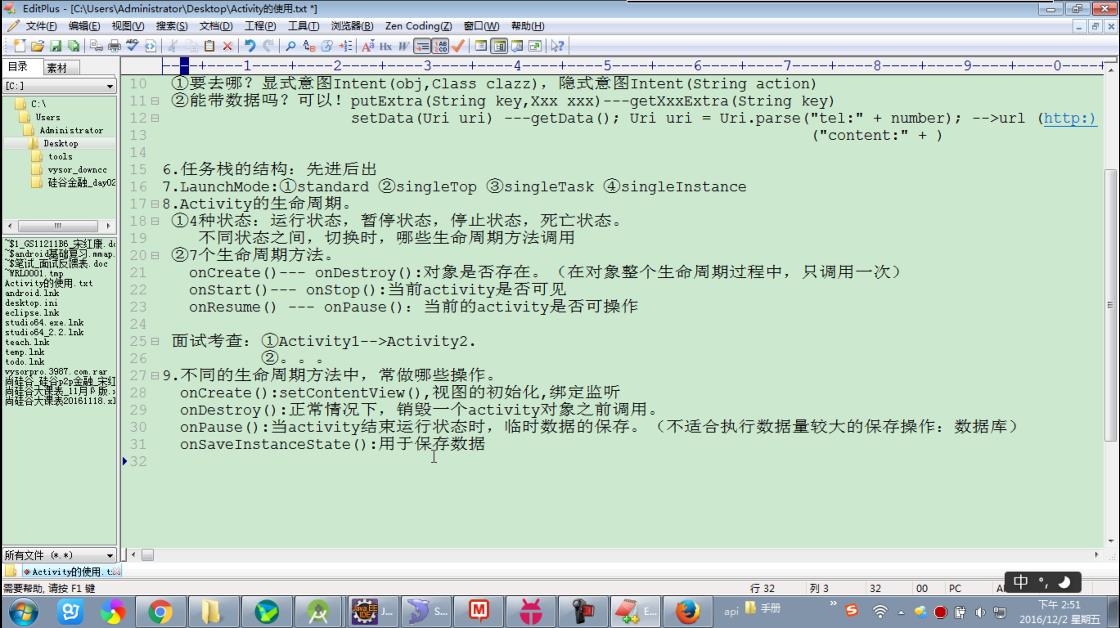 EditPlus - [C:\Users\Administrator\Desktop\Activity的使用.txt *]
文件(F) 编辑(E) 视图(V) 搜索(S) 文档(D) 工程(P) 工具(T) 浏览器(B) Zen Coding(Z) 窗口(W) 帮助(H)
目录 素材
[C:]
C:\
Users
Administrator
Desktop
tools
vysor_downcc
硅谷金融_day02
~$1_GS11211B6_宋红康.do
~$android基础复习.mmap
~$笔试_面试反馈表.doc
~WRL0001.tmp
Activity的使用.txt
android.lnk
desktop.ini
eclipse.lnk
studio64.exe.lnk
studio64_2.2.lnk
teach.lnk
temp.lnk
todo.lnk
vysorpro.3987.com.rar
尚硅谷_硅谷p2p金融_宋红
尚硅谷大课表_11月β版.x
尚硅谷大课表20161118.xl
所有文件 (*.*)
----+----1----+----2----+----3----+----4----+----5----+----6----+----7----+----8----+----9----+----0----+-
10 ①要去哪？显式意图Intent(obj,Class clazz), 隐式意图Intent(String action)
11 ②能带数据吗？可以！putExtra(String key,Xxx xxx)---getXxxExtra(String key)
12 setData(Uri uri) ---getData(); Uri uri = Uri.parse("tel:" + number); -->url (http:)
13 ("content:" + )
14
15 6.任务栈的结构：先进后出
16 7.LaunchMode:①standard ②singleTop ③singleTask ④singleInstance
17 8.Activity的生命周期。
18 ①4种状态：运行状态，暂停状态，停止状态，死亡状态。
19 不同状态之间，切换时，哪些生命周期方法调用
20 ②7个生命周期方法。
21 onCreate()--- onDestroy():对象是否存在。（在对象整个生命周期过程中，只调用一次）
22 onStart()--- onStop():当前activity是否可见
23 onResume() --- onPause()：当前的activity是否可操作
24
25 面试考查：①Activity1-->Activity2.
26 ②。。。
27 9.不同的生命周期方法中，常做哪些操作。
28 onCreate():setContentView(),视图的初始化,绑定监听
29 onDestroy():正常情况下，销毁一个activity对象之前调用。
30 onPause():当activity结束运行状态时，临时数据的保存。（不适合执行数据量较大的保存操作：数据库）
31 onSaveInstanceState():用于保存数据
32
Activity的使用.t
需要帮助, 请按 F1 键 行 32 列 3 32 00 PC
中
api 手册
下午 2:51
2016/12/2 星期五